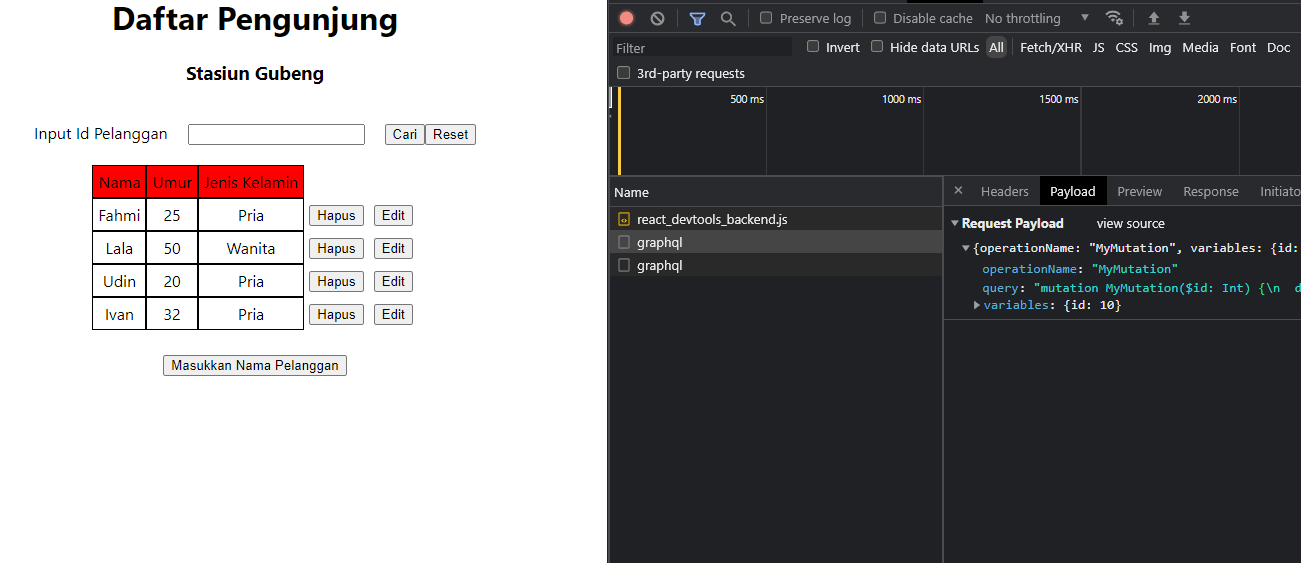 Daftar Pengunjung
Stasiun Gubeng
Input Id Pelanggan Cari Reset
Nama Umur Jenis Kelamin
Fahmi 25 Pria Hapus Edit
Lala 50 Wanita Hapus Edit
Udin 20 Pria Hapus Edit
Ivan 32 Pria Hapus Edit
Masukkan Nama Pelanggan
Preserve log Disable cache No throttling
Filter Invert Hide data URLs All Fetch/XHR JS CSS Img Media Font Doc
3rd-party requests
500 ms 1000 ms 1500 ms 2000 ms
Name
react_devtools_backend.js
graphql
graphql
× Headers Payload Preview Response Initiato
Request Payload view source
{operationName: "MyMutation", variables: {id:
operationName: "MyMutation"
query: "mutation MyMutation($id: Int) {\n d
variables: {id: 10}